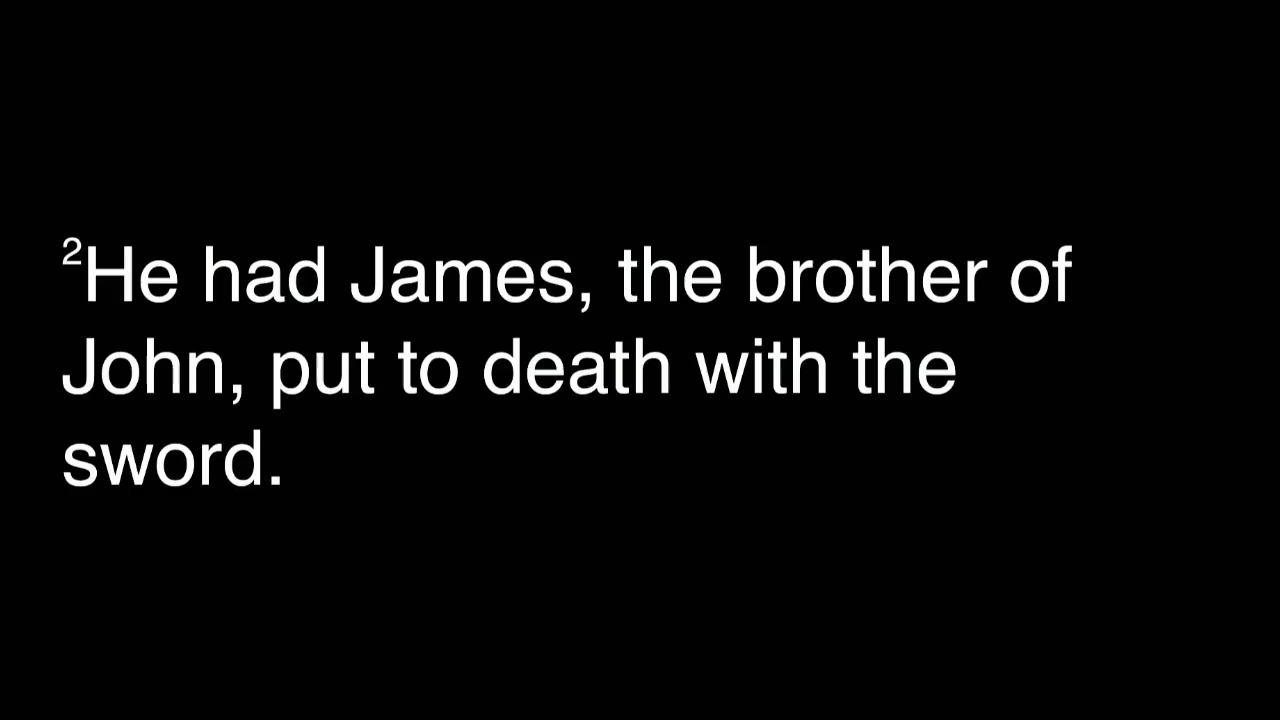 ²He had James, the brother of
John, put to death with the
sword.